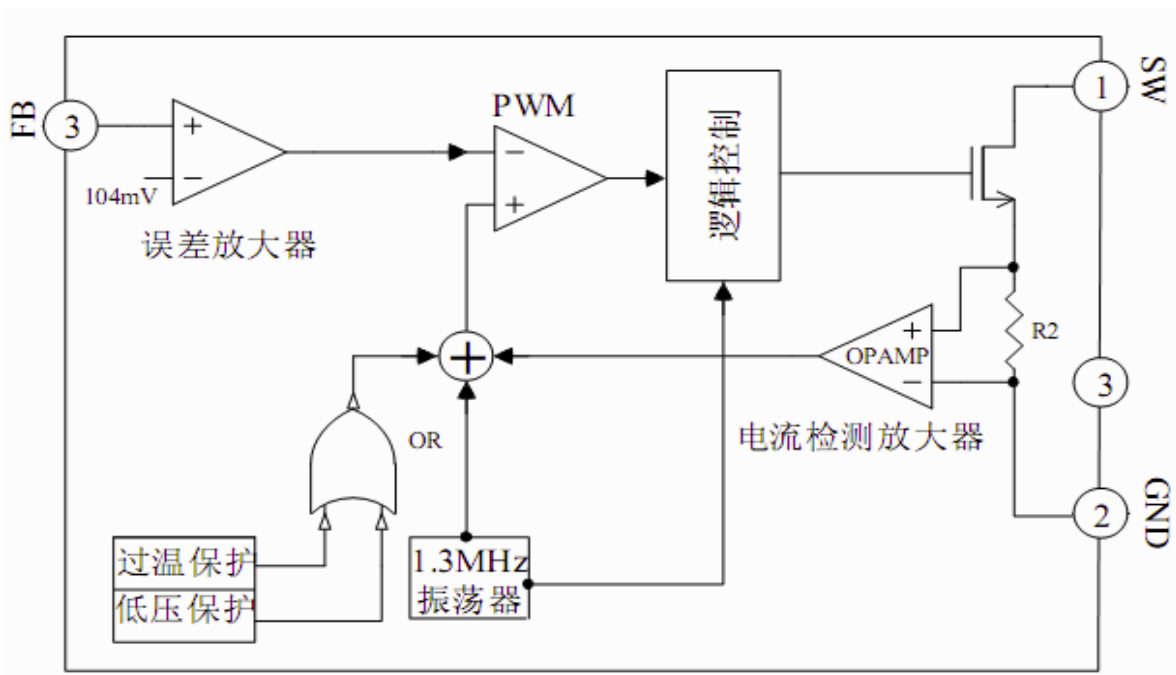 FB
3
+
−
104mV
误差放大器
PWM
−
+
逻辑控制
1
SW
+
OPAMP
−
R2
3
电流检测放大器
+
OR
2
GND
过温保护
低压保护
1.3MHz
振荡器